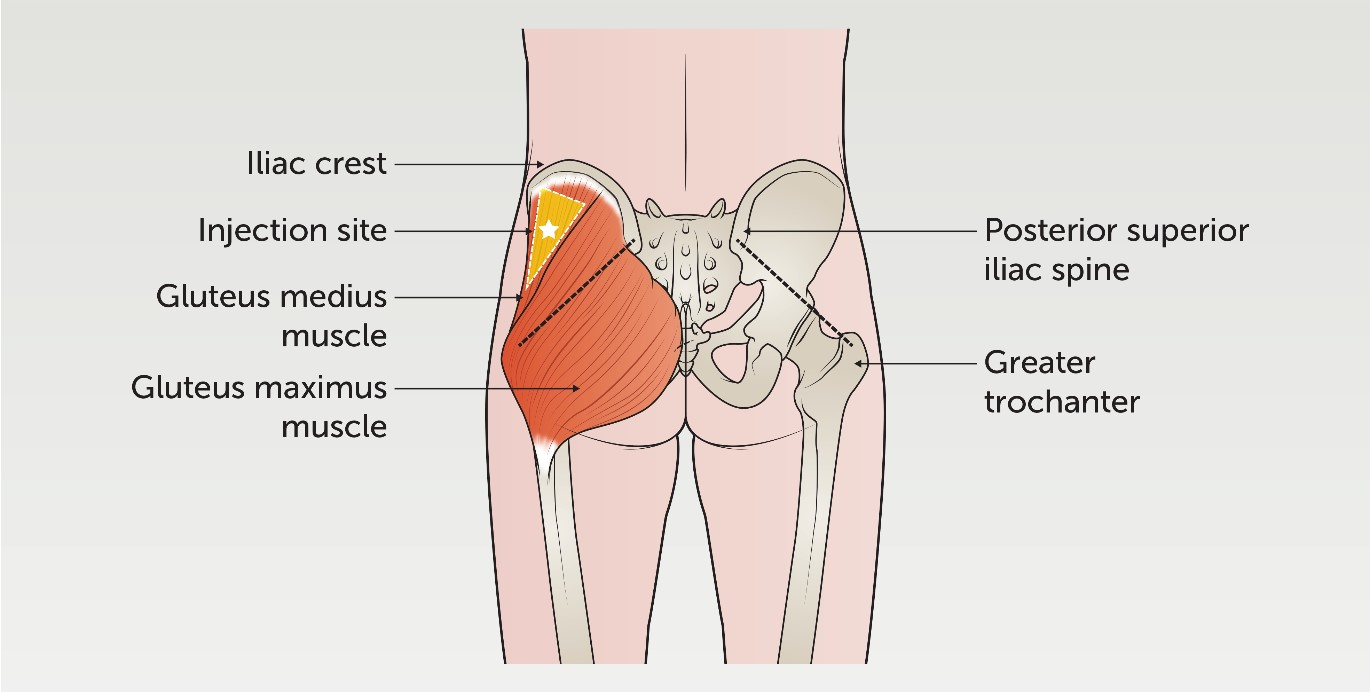 Iliac crest
Injection site
Gluteus medius
muscle
Gluteus maximus
muscle
Posterior superior
iliac spine
Greater
trochanter